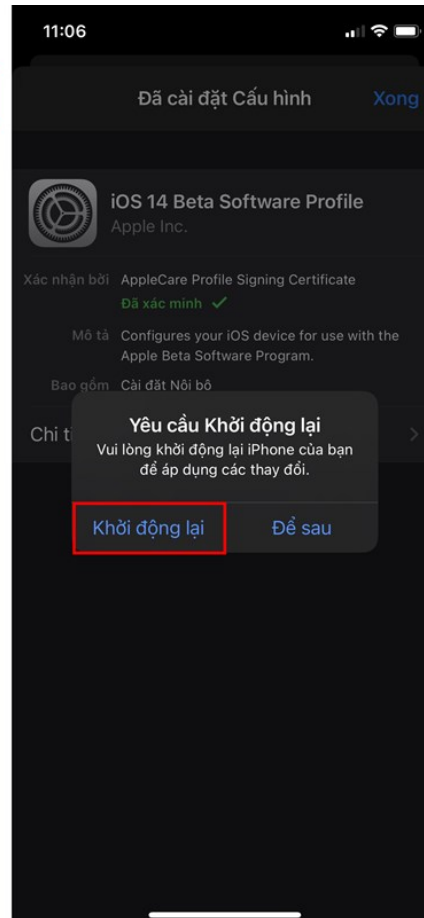 11:06
Đã cài đặt Cấu hình
Xong
iOS 14 Beta Software Profile
Apple Inc.
Xác nhận bởi AppleCare Profile Signing Certificate
Đã xác minh ✓
Mô tả Configures your iOS device for use with the
Apple Beta Software Program.
Bao gồm Cài đặt Nội bộ
Chi ti
Yêu cầu Khởi động lại
Vui lòng khởi động lại iPhone của bạn
để áp dụng các thay đổi.
Khởi động lại
Để sau